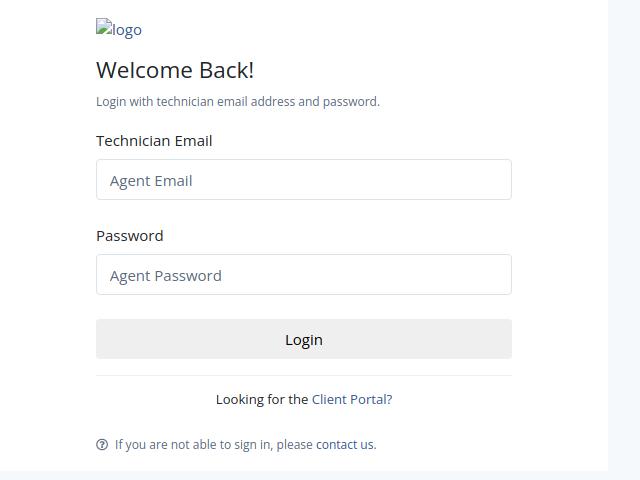 logo
Welcome Back!
Login with technician email address and password.
Technician Email
Agent Email
Password
Agent Password
Login
Looking for the Client Portal?
If you are not able to sign in, please contact us.